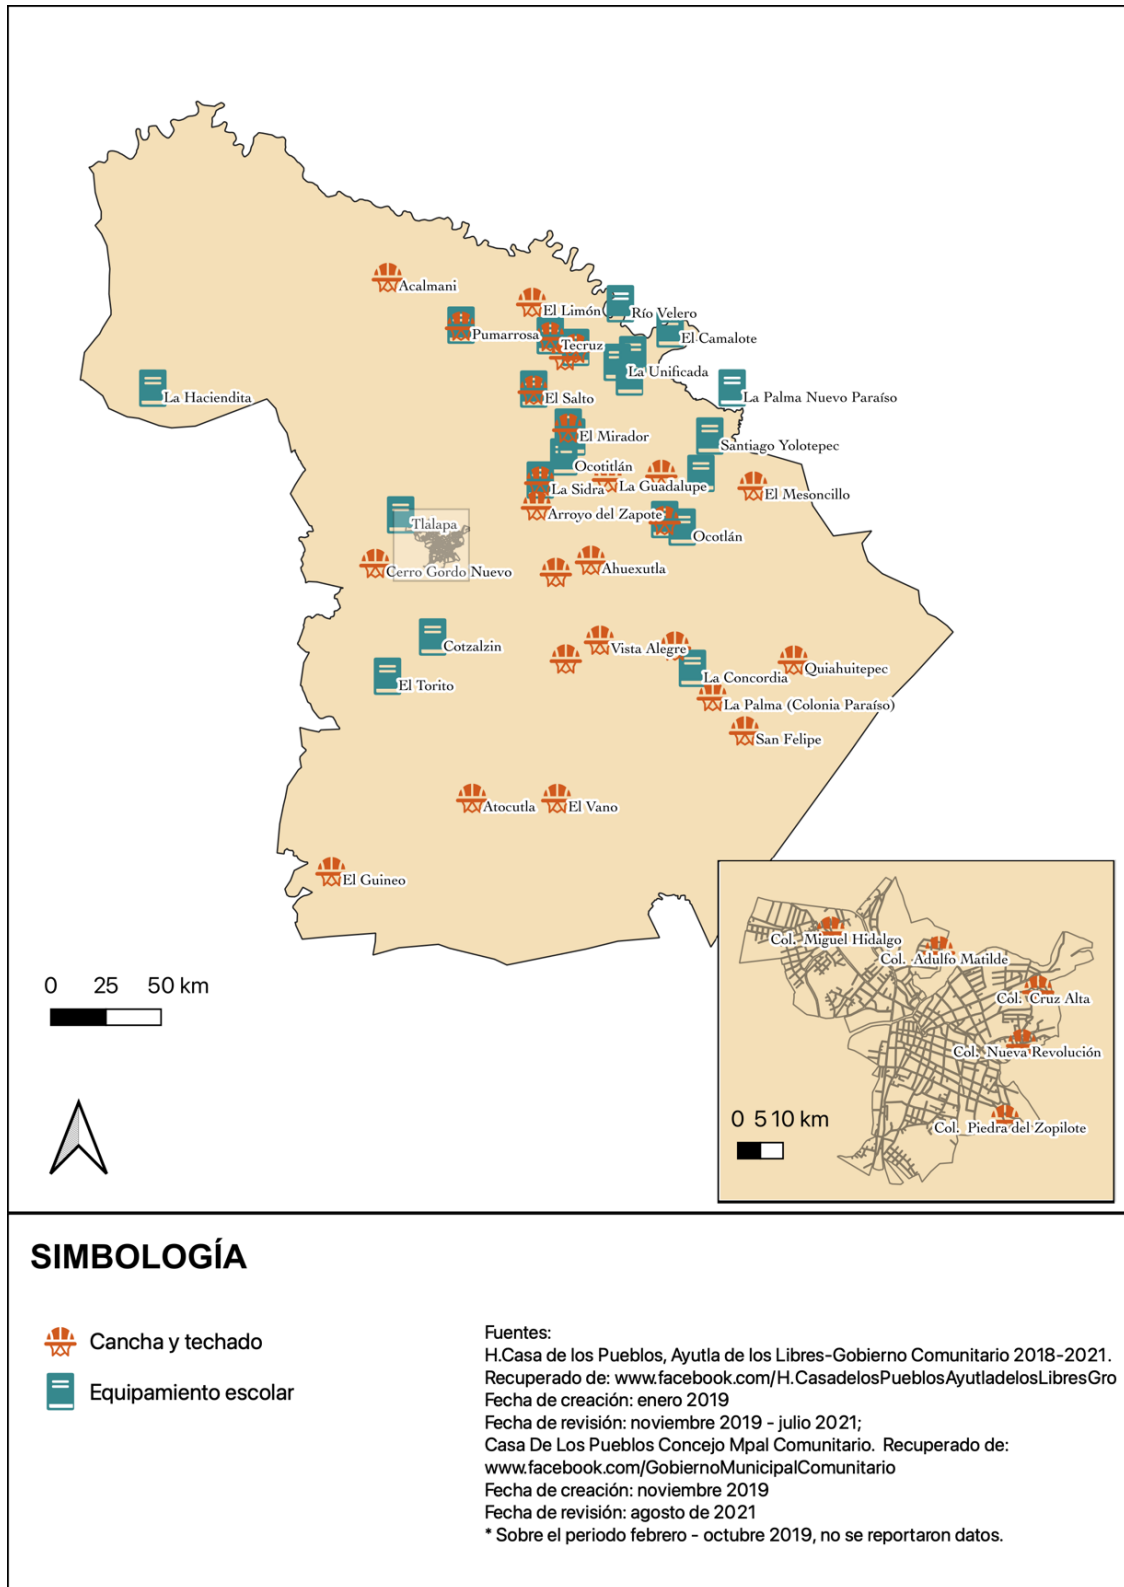 Acalmani
El Limón
Río Velero
Pumarrosa
Tecruz
El Camalote
La Unificada
La Haciendita
El Salto
La Palma Nuevo Paraíso
El Mirador
Santiago Yolotepec
Ocotitlán
La Sidra
La Guadalupe
El Mesoncillo
Arroyo del Zapote
Tlalapa
Ocotlán
Cerro Gordo Nuevo
Ahuexutla
Cotzalzin
Vista Alegre
Quiahuitepec
El Torito
La Concordia
La Palma (Colonia Paraíso)
San Felipe
Atocutla
El Vano
El Guineo
0 25 50 km
Col. Miguel Hidalgo
Col. Adulfo Matilde
Col. Cruz Alta
Col. Nueva Revolución
Col. Piedra del Zopilote
0 5 10 km
SIMBOLOGÍA
Cancha y techado
Equipamiento escolar
Fuentes:
H.Casa de los Pueblos, Ayutla de los Libres-Gobierno Comunitario 2018-2021.
Recuperado de: www.facebook.com/H.CasadelosPueblosAyutladelosLibresGro
Fecha de creación: enero 2019
Fecha de revisión: noviembre 2019 - julio 2021;
Casa De Los Pueblos Concejo Mpal Comunitario. Recuperado de:
www.facebook.com/GobiernoMunicipalComunitario
Fecha de creación: noviembre 2019
Fecha de revisión: agosto de 2021
* Sobre el periodo febrero - octubre 2019, no se reportaron datos.